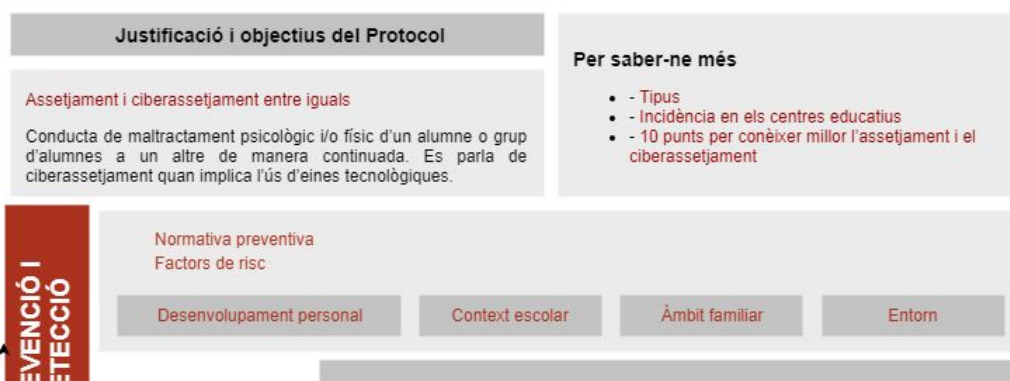 Justificació i objectius del Protocol
Assetjament i ciberassetjament entre iguals
Conducta de maltractament psicològic i/o físic d'un alumne o grup
d'alumnes a un altre de manera continuada. Es parla de
ciberassetjament quan implica l'ús d'eines tecnològiques.
Per saber-ne més
- Tipus
- Incidència en els centres educatius
- 10 punts per conèixer millor l'assetjament i el
ciberassetjament
Normativa preventiva
Factors de risc
Desenvolupament personal
Context escolar
Àmbit familiar
Entorn